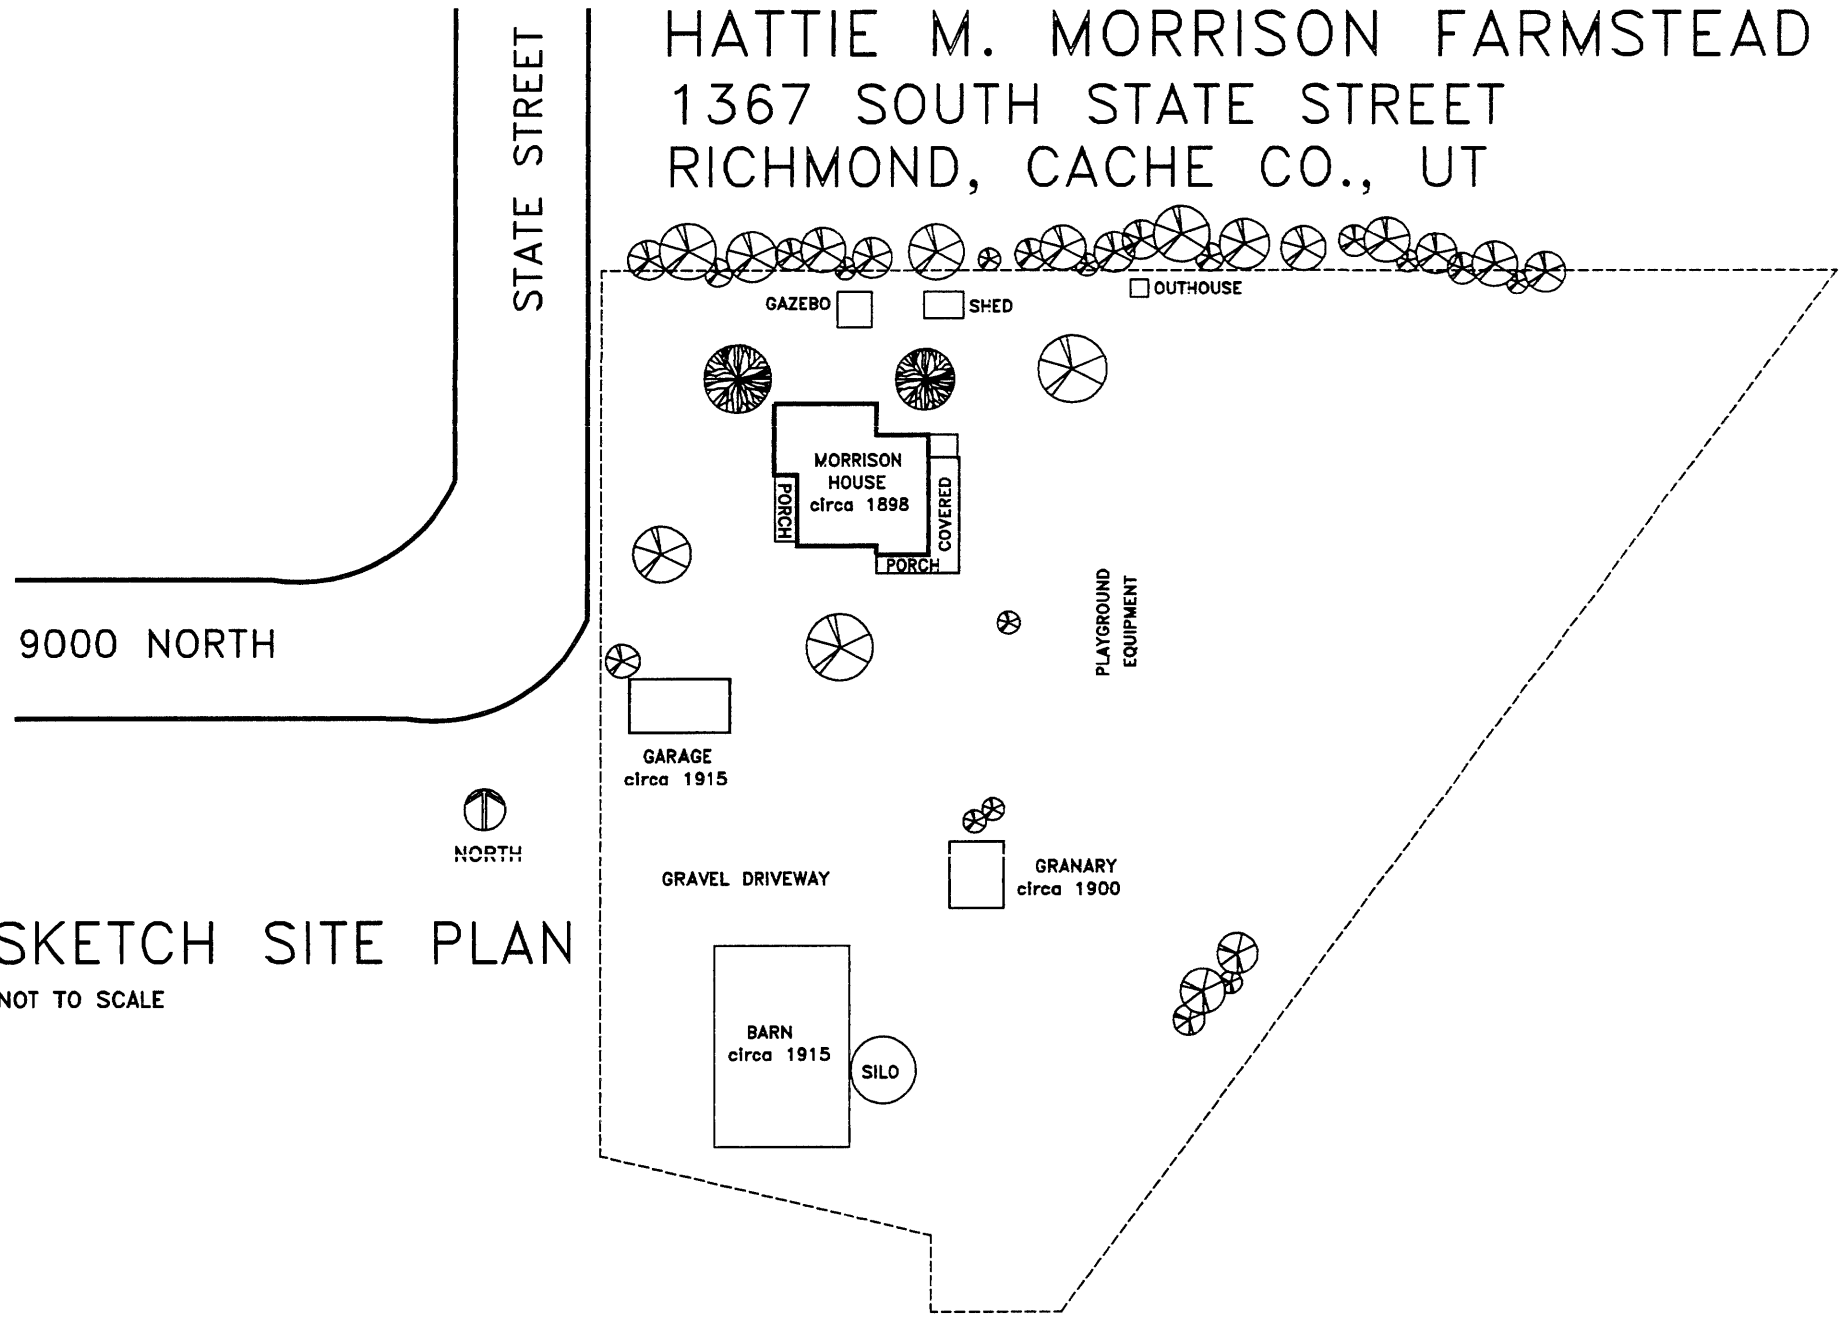 HATTIE M. MORRISON FARMSTEAD
1367 SOUTH STATE STREET
RICHMOND, CACHE CO., UT
STATE STREET
GAZEBO
SHED
OUTHOUSE
MORRISON
HOUSE
circa 1898
PORCH
COVERED
PORCH
PLAYGROUND
EQUIPMENT
9000 NORTH
GARAGE
circa 1915
NORTH
GRAVEL DRIVEWAY
GRANARY
circa 1900
SKETCH SITE PLAN
NOT TO SCALE
BARN
circa 1915
SILO